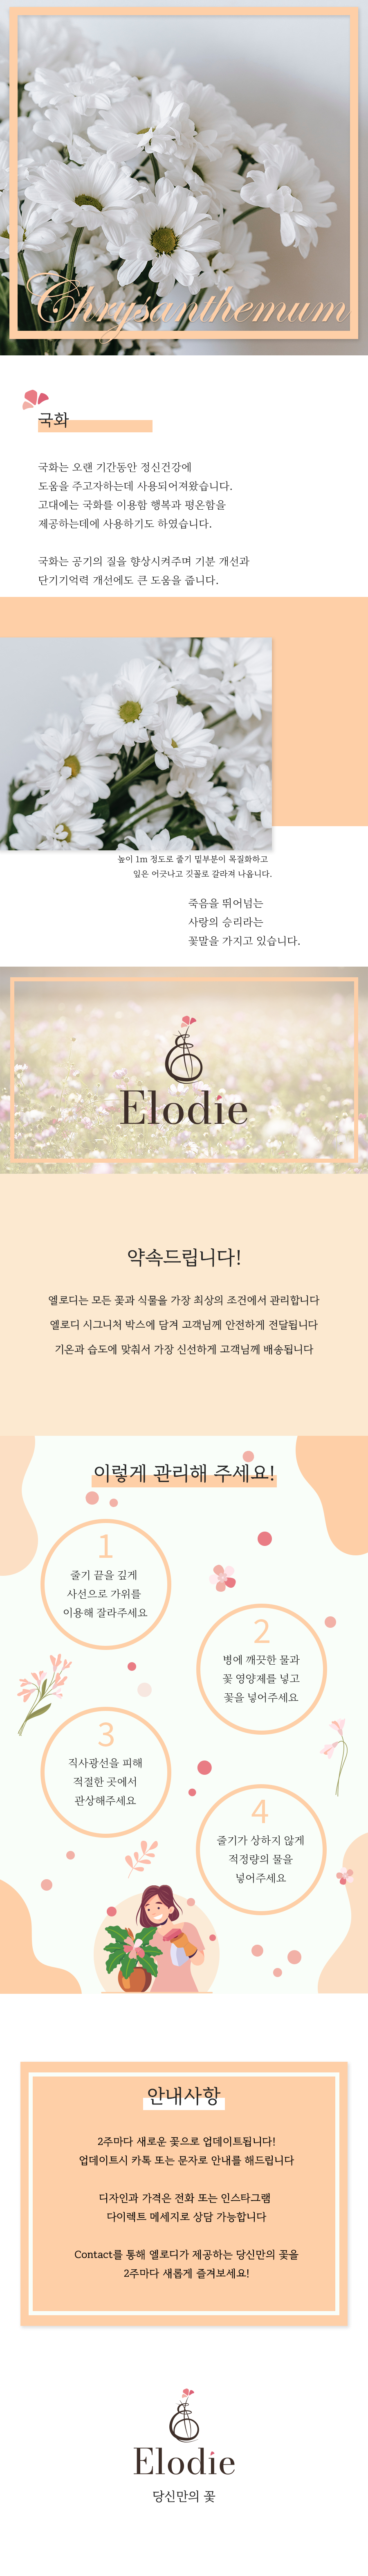 Chrysanthemum
국화
국화는 오랜 기간동안 정신건강에
도움을 주고자하는데 사용되어져왔습니다.
고대에는 국화를 이용함 행복과 평온함을
제공하는데에 사용하기도 하였습니다.
국화는 공기의 질을 향상시켜주며 기분 개선과
단기기억력 개선에도 큰 도움을 줍니다.
높이 1m 정도로 줄기 밑부분이 목질화하고
잎은 어긋나고 깃꼴로 갈라져 나옵니다.
죽음을 뛰어넘는
사랑의 승리라는
꽃말을 가지고 있습니다.
Elodie
약속드립니다!
엘로디는 모든 꽃과 식물을 가장 최상의 조건에서 관리합니다
엘로디 시그니처 박스에 담겨 고객님께 안전하게 전달됩니다
기온과 습도에 맞춰서 가장 신선하게 고객님께 배송됩니다
이렇게 관리해 주세요!
1
줄기 끝을 깊게
사선으로 가위를
이용해 잘라주세요
2
병에 깨끗한 물과
꽃 영양제를 넣고
꽃을 넣어주세요
3
직사광선을 피해
적절한 곳에서
관상해주세요
4
줄기가 상하지 않게
적정량의 물을
넣어주세요
안내사항
2주마다 새로운 꽃으로 업데이트됩니다!
업데이트시 카톡 또는 문자로 안내를 해드립니다
디자인과 가격은 전화 또는 인스타그램
다이렉트 메세지로 상담 가능합니다
Contact를 통해 엘로디가 제공하는 당신만의 꽃을
2주마다 새롭게 즐겨보세요!
Elodie
당신만의 꽃